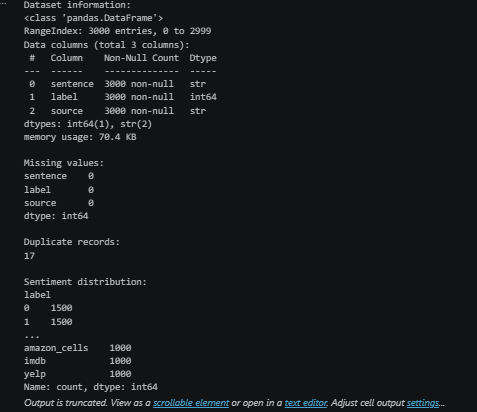 Dataset information:
<class 'pandas.DataFrame'>
RangeIndex: 3000 entries, 0 to 2999
Data columns (total 3 columns):
 #   Column    Non-Null Count  Dtype
---  ------    --------------  -----
 0   sentence  3000 non-null   str
 1   label     3000 non-null   int64
 2   source    3000 non-null   str
dtypes: int64(1), str(2)
memory usage: 70.4 KB

Missing values:
sentence    0
label       0
source      0
dtype: int64

Duplicate records:
17

Sentiment distribution:
label
0    1500
1    1500
...
amazon_cells    1000
imdb            1000
yelp            1000
Name: count, dtype: int64
Output is truncated. View as a scrollable element or open in a text editor. Adjust cell output settings...